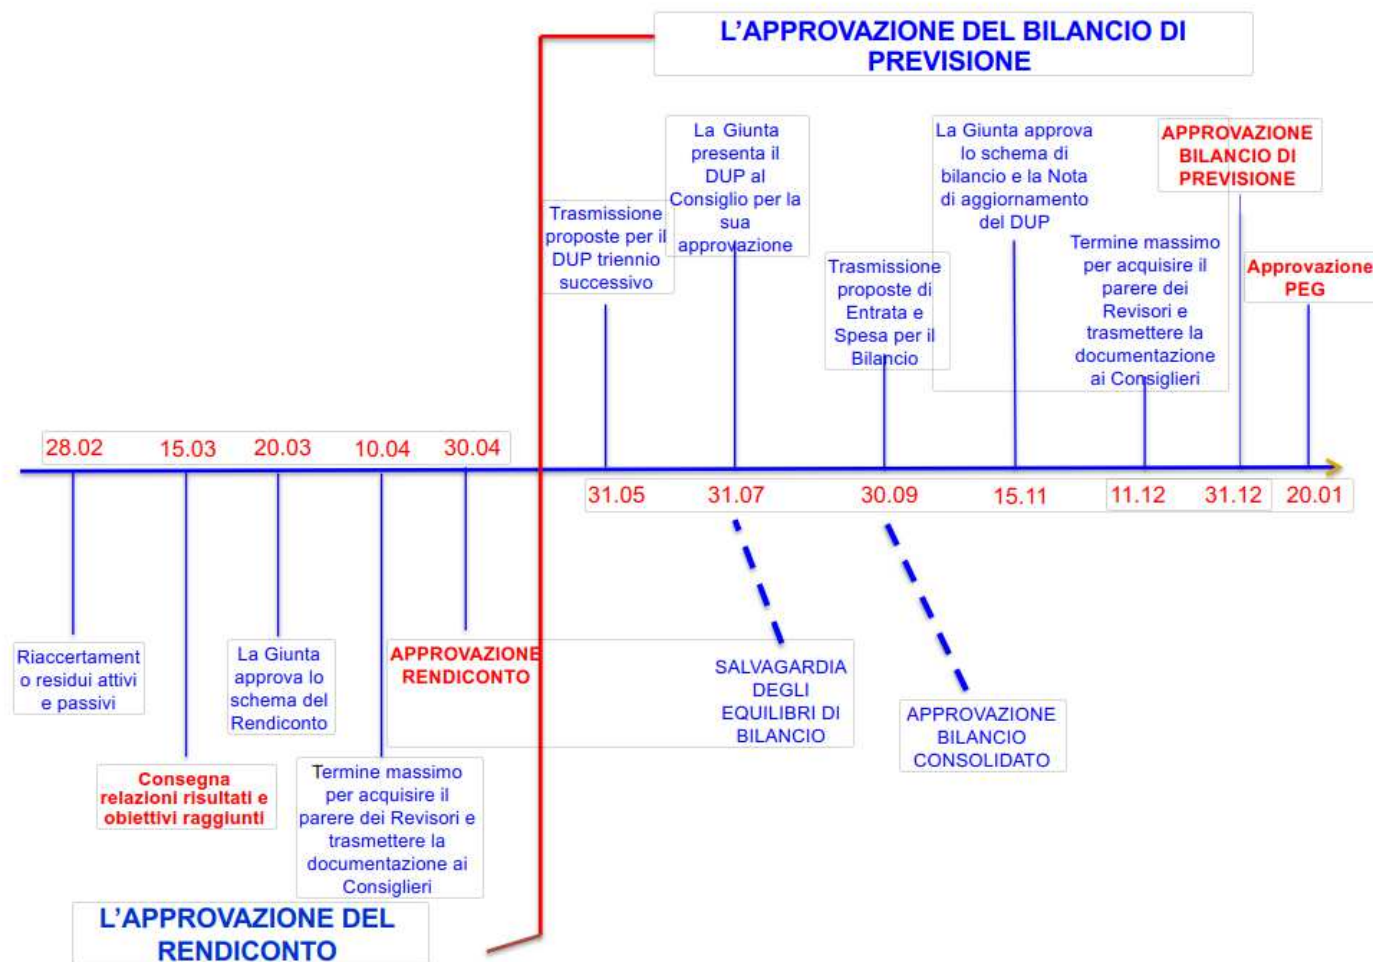 L'APPROVAZIONE DEL BILANCIO DI
PREVISIONE
Trasmissione
proposte per il
DUP triennio
successivo
La Giunta
presenta il
DUP al
Consiglio per la
sua
approvazione
Trasmissione
proposte di
Entrata e
Spesa per il
Bilancio
La Giunta approva
lo schema di
bilancio e la Nota
di aggiornamento
del DUP
Termine massimo
per acquisire il
parere dei
Revisori e
trasmettere la
documentazione
ai Consiglieri
APPROVAZIONE
BILANCIO DI
PREVISIONE
Approvazione
PEG
28.02 15.03 20.03 10.04 30.04
31.05 31.07 30.09 15.11 11.12 31.12 20.01
Riaccertament
o residui attivi
e passivi
Consegna
relazioni risultati e
obiettivi raggiunti
La Giunta
approva lo
schema del
Rendiconto
Termine massimo
per acquisire il
parere dei Revisori e
trasmettere la
documentazione ai
Consiglieri
APPROVAZIONE
RENDICONTO
SALVAGARDIA
DEGLI
EQUILIBRI DI
BILANCIO
APPROVAZIONE
BILANCIO
CONSOLIDATO
L'APPROVAZIONE DEL
RENDICONTO